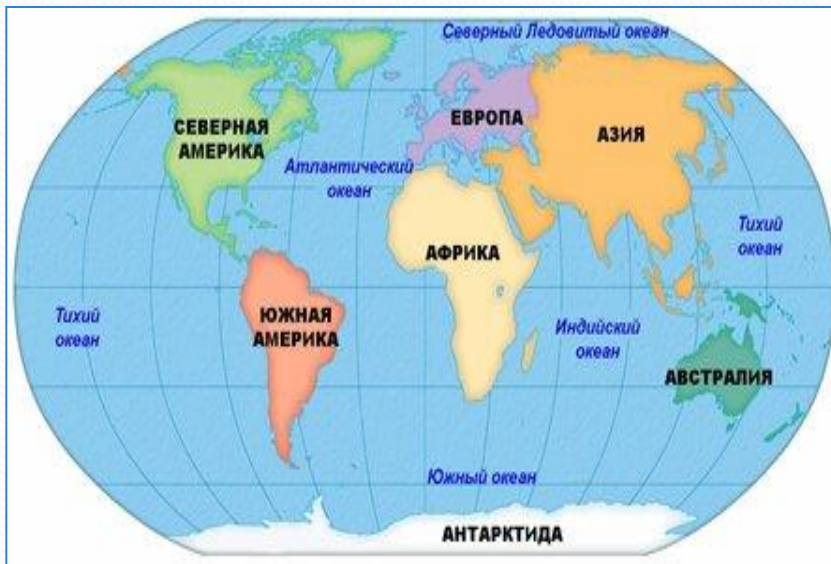 Северный Ледовитый океан
ЕВРОПА
СЕВЕРНАЯ
АМЕРИКА
АЗИЯ
Атлантический
океан
Тихий
океан
АФРИКА
Тихий
океан
ЮЖНАЯ
АМЕРИКА
Индийский
океан
АВСТРАЛИЯ
Южный океан
АНТАРКТИДА